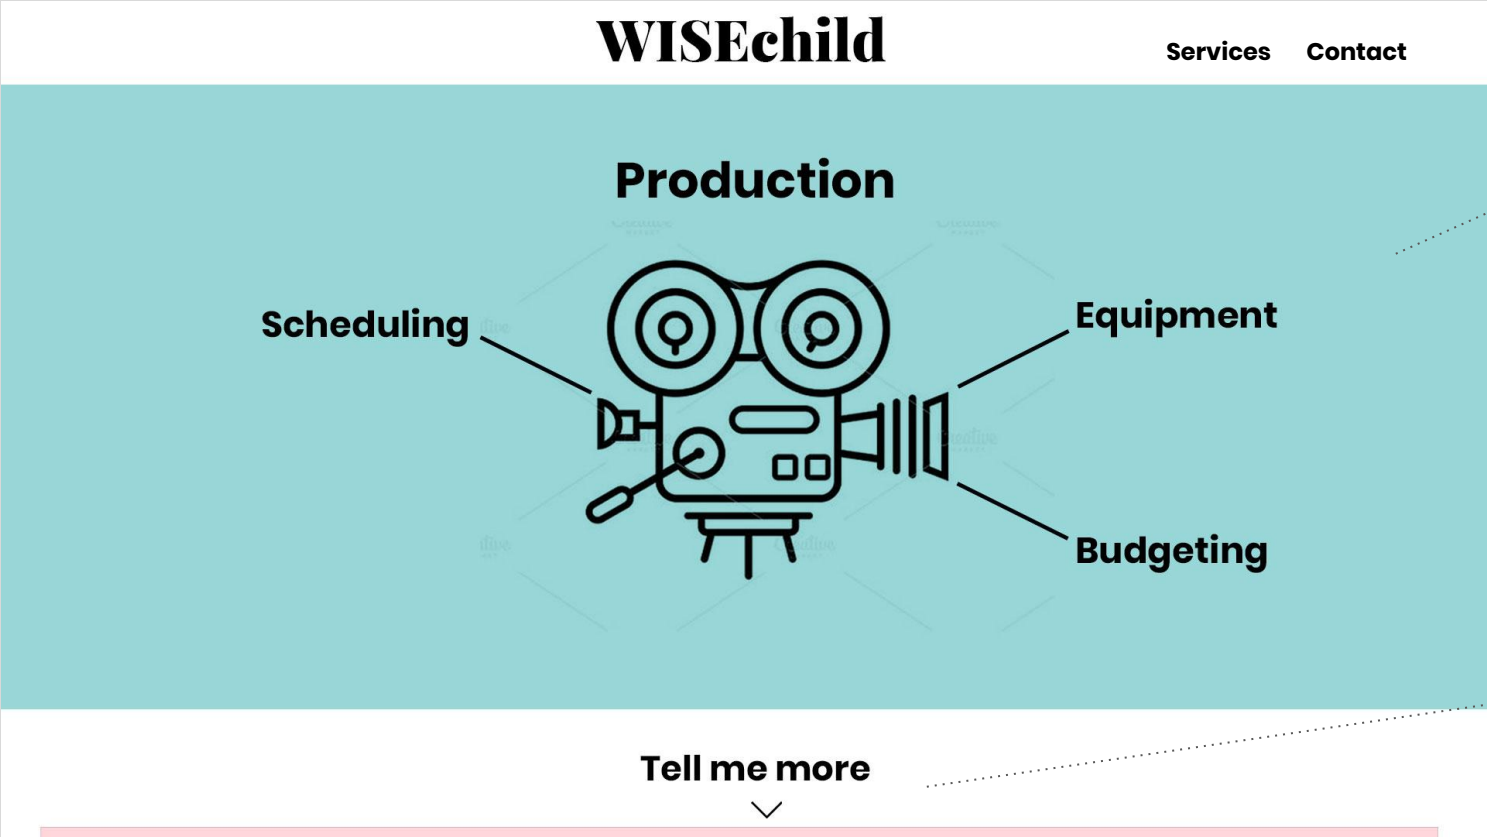 WISEchild
Services Contact
Production
Scheduling
Equipment
Budgeting
Tell me more